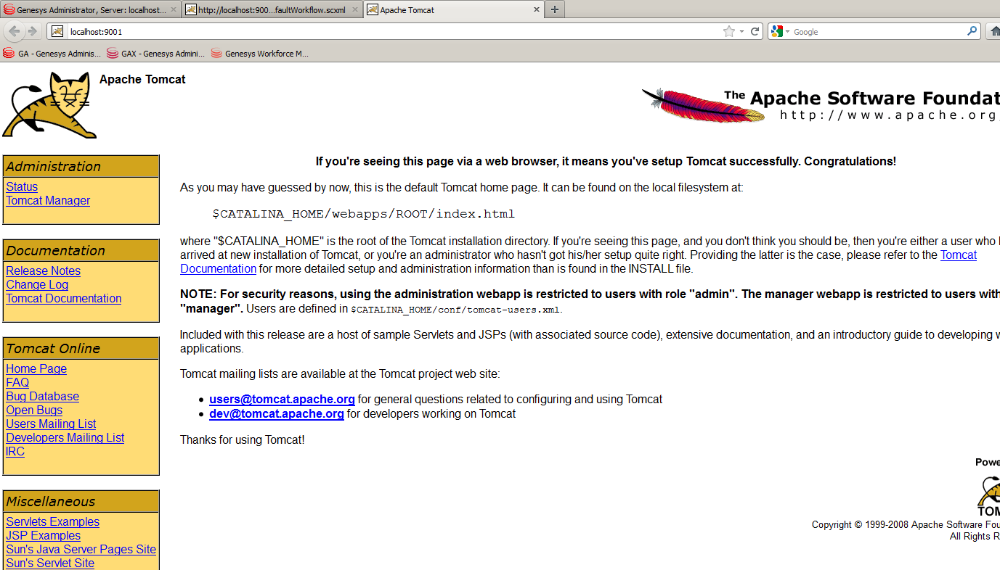 Genesys Administrator, Server: localhost...
http://localhost:900...faultWorkflow.scxml
Apache Tomcat
localhost:9001
Google
GA - Genesys Adminis...
GAX - Genesys Admini...
Genesys Workforce M...
Apache Tomcat
The Apache Software Foundat
http://www.apache.org/
Administration
Status
Tomcat Manager
Documentation
Release Notes
Change Log
Tomcat Documentation
Tomcat Online
Home Page
FAQ
Bug Database
Open Bugs
Users Mailing List
Developers Mailing List
IRC
Miscellaneous
Servlets Examples
JSP Examples
Sun's Java Server Pages Site
Sun's Servlet Site
If you're seeing this page via a web browser, it means you've setup Tomcat successfully. Congratulations!
As you may have guessed by now, this is the default Tomcat home page. It can be found on the local filesystem at:
$CATALINA_HOME/webapps/ROOT/index.html
where "$CATALINA_HOME" is the root of the Tomcat installation directory. If you're seeing this page, and you don't think you should be, then you're either a user who
arrived at new installation of Tomcat, or you're an administrator who hasn't got his/her setup quite right. Providing the latter is the case, please refer to the Tomcat
Documentation for more detailed setup and administration information than is found in the INSTALL file.
NOTE: For security reasons, using the administration webapp is restricted to users with role "admin". The manager webapp is restricted to users with
"manager". Users are defined in $CATALINA_HOME/conf/tomcat-users.xml.
Included with this release are a host of sample Servlets and JSPs (with associated source code), extensive documentation, and an introductory guide to developing
applications.
Tomcat mailing lists are available at the Tomcat project web site:
users@tomcat.apache.org for general questions related to configuring and using Tomcat
dev@tomcat.apache.org for developers working on Tomcat
Thanks for using Tomcat!
Powe
TOM
Copyright © 1999-2008 Apache Software Fou
All Rights R